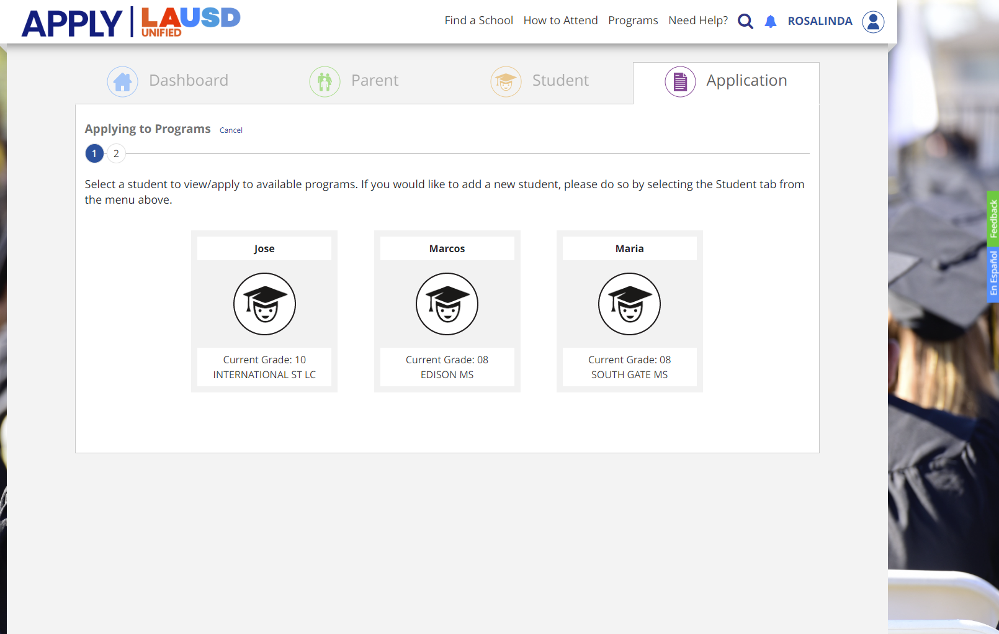 APPLY LAUSD UNIFIED
Find a School How to Attend Programs Need Help? ROSALINDA
Dashboard Parent Student Application
Applying to Programs Cancel
1 2
Select a student to view/apply to available programs. If you would like to add a new student, please do so by selecting the Student tab from
the menu above.
Jose
Current Grade: 10
INTERNATIONAL ST LC
Marcos
Current Grade: 08
EDISON MS
Maria
Current Grade: 08
SOUTH GATE MS
Feedback
En Español